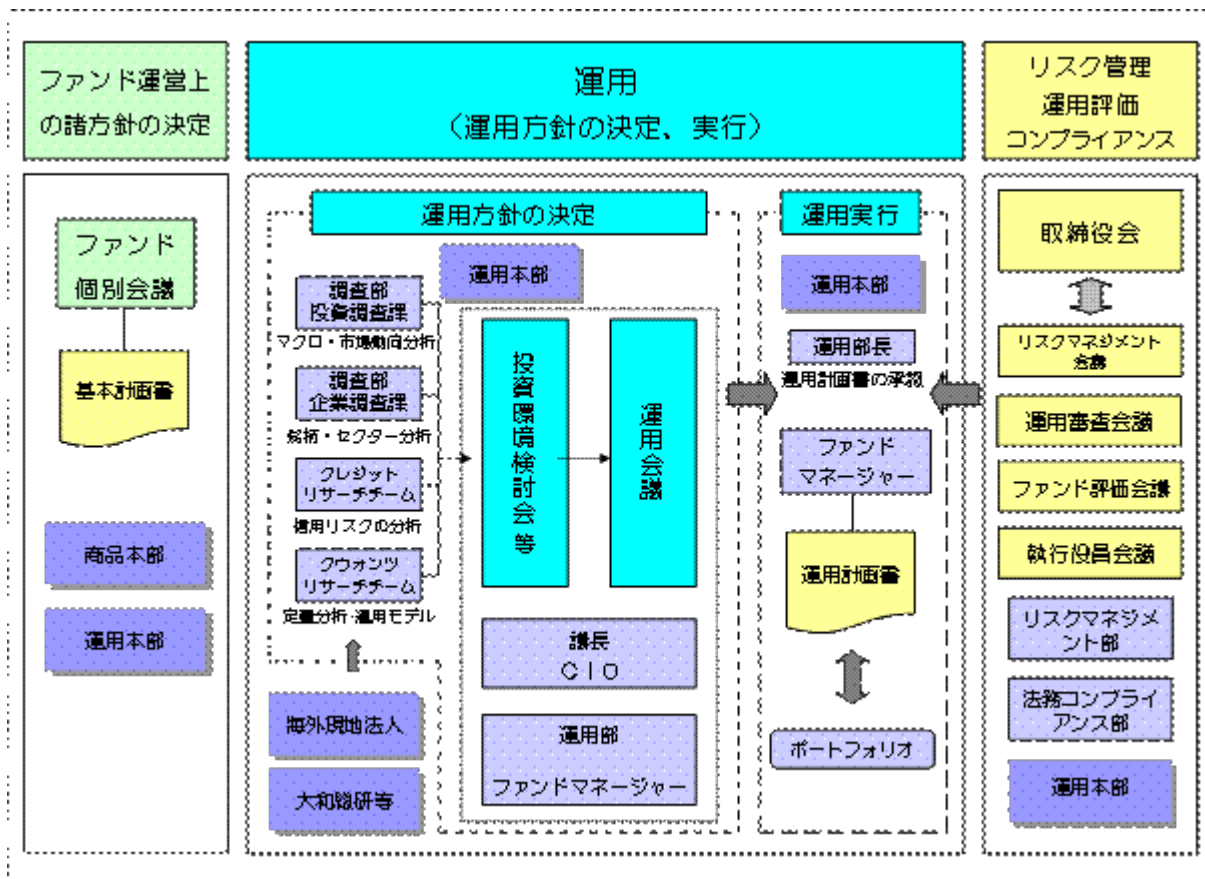 ファンド運営上
の諸方針の決定
運用
（運用方針の決定、実行）
リスク管理
運用評価
コンプライアンス
ファンド
個別会議
基本計画書
商品本部
運用本部
運用方針の決定
運用本部
調査部
投資調査課
マクロ・市場動向分析
調査部
企業調査課
銘柄・セクター分析
クレジット
リサーチチーム
信用リスクの分析
クウォンツ
リサーチチーム
定量分析・運用モデル
海外現地法人
大和総研等
投資環境検討会等
運用会議
議長
ＣＩＯ
運用部
ファンドマネージャー
運用実行
運用本部
運用部長
運用計画書の承認
ファンド
マネージャー
運用計画書
ポートフォリオ
取締役会
リスクマネジメント
会議
運用審査会議
ファンド評価会議
執行役員会議
リスクマネジメ
ント部
法務コンプライ
アンス部
運用本部